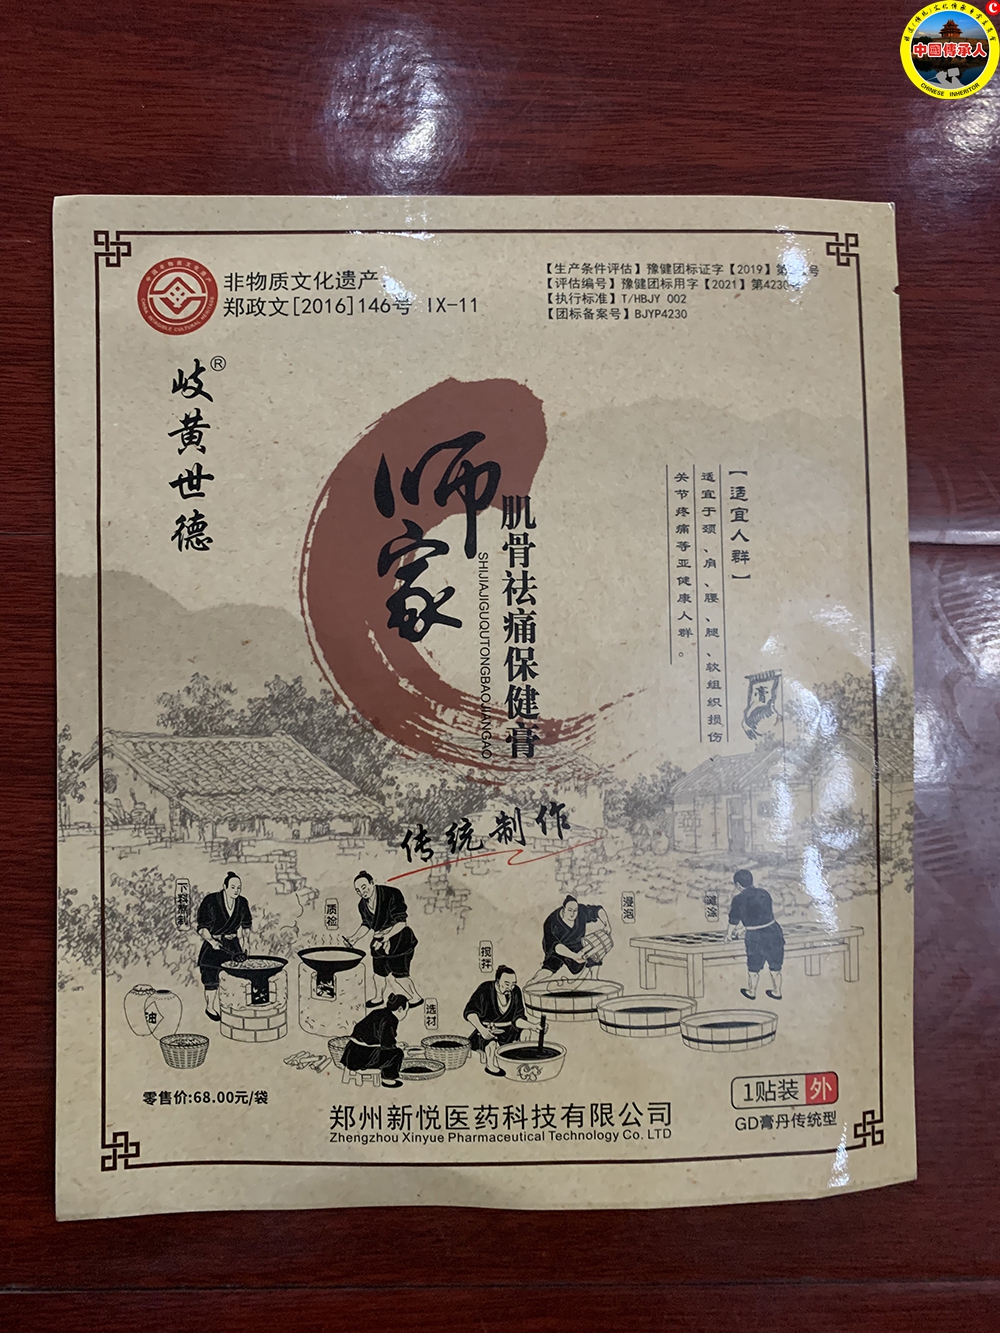 中國傳承人
CHINESE INHERITOR
非物质文化遗产
郑政文[2016]146号 IX-11
【生产条件评估】豫健团标证字【2019】第
【评估编号】豫健团标用字【2021】第4230
【执行标准】T/HBJY 002
【团标备案号】BJYP4230
岐黄世德®
师家
肌骨祛痛保健膏
SHIJIAJIGUQUTONGBAOJIANGAO
【适宜人群】
适宜于颈、肩、腰、腿、软组织损伤
关节疼痛等亚健康人群。
膏
传统制作
质检
浸泡
搅拌
选材
油
零售价:68.00元/袋
郑州新悦医药科技有限公司
Zhengzhou Xinyue Pharmaceutical Technology Co. LTD
1贴装 外
GD膏丹传统型